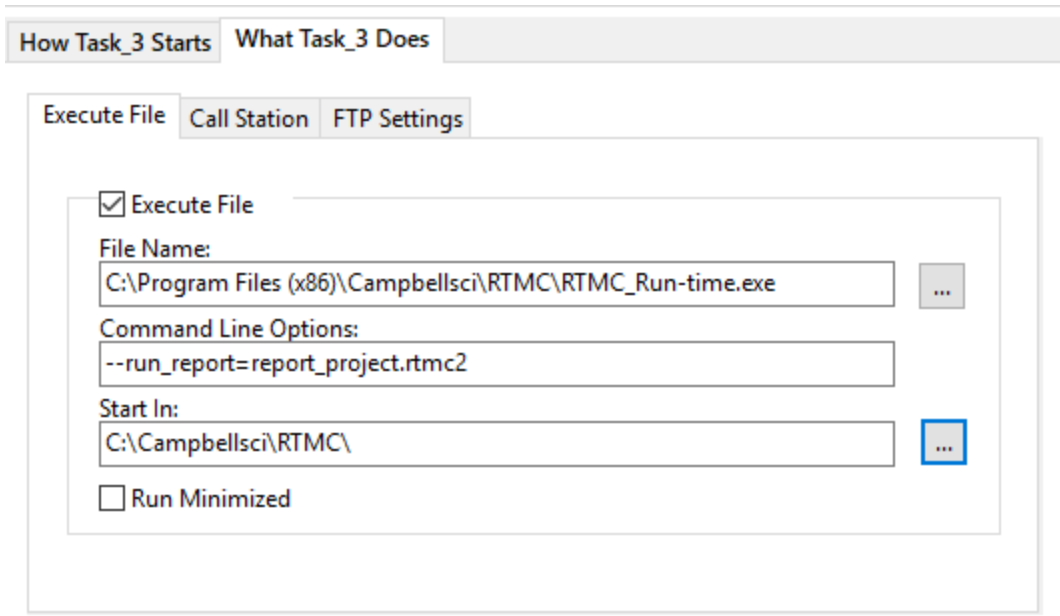 How Task_3 Starts What Task_3 Does
Execute File Call Station FTP Settings
Execute File
File Name:
C:\Program Files (x86)\Campbellsci\RTMC\RTMC_Run-time.exe ...
Command Line Options:
--run_report=report_project.rtmc2
Start In:
C:\Campbellsci\RTMC\ ...
Run Minimized